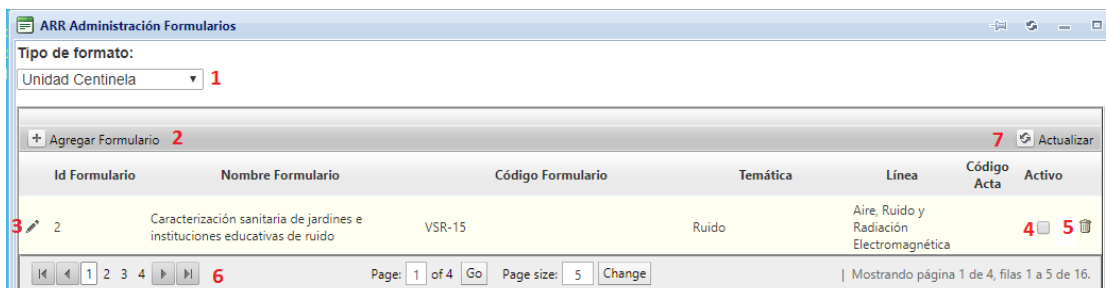 ARR Administración Formularios
Tipo de formato:
Unidad Centinela 1
Agregar Formulario 2 7 Actualizar
Id Formulario Nombre Formulario Código Formulario Temática Línea Código Acta Activo
3 2 Caracterización sanitaria de jardines e instituciones educativas de ruido VSR-15 Ruido Aire, Ruido y Radiación Electromagnética 4 5
1 2 3 4 6 Page: 1 of 4 Go Page size: 5 Change | Mostrando página 1 de 4, filas 1 a 5 de 16.